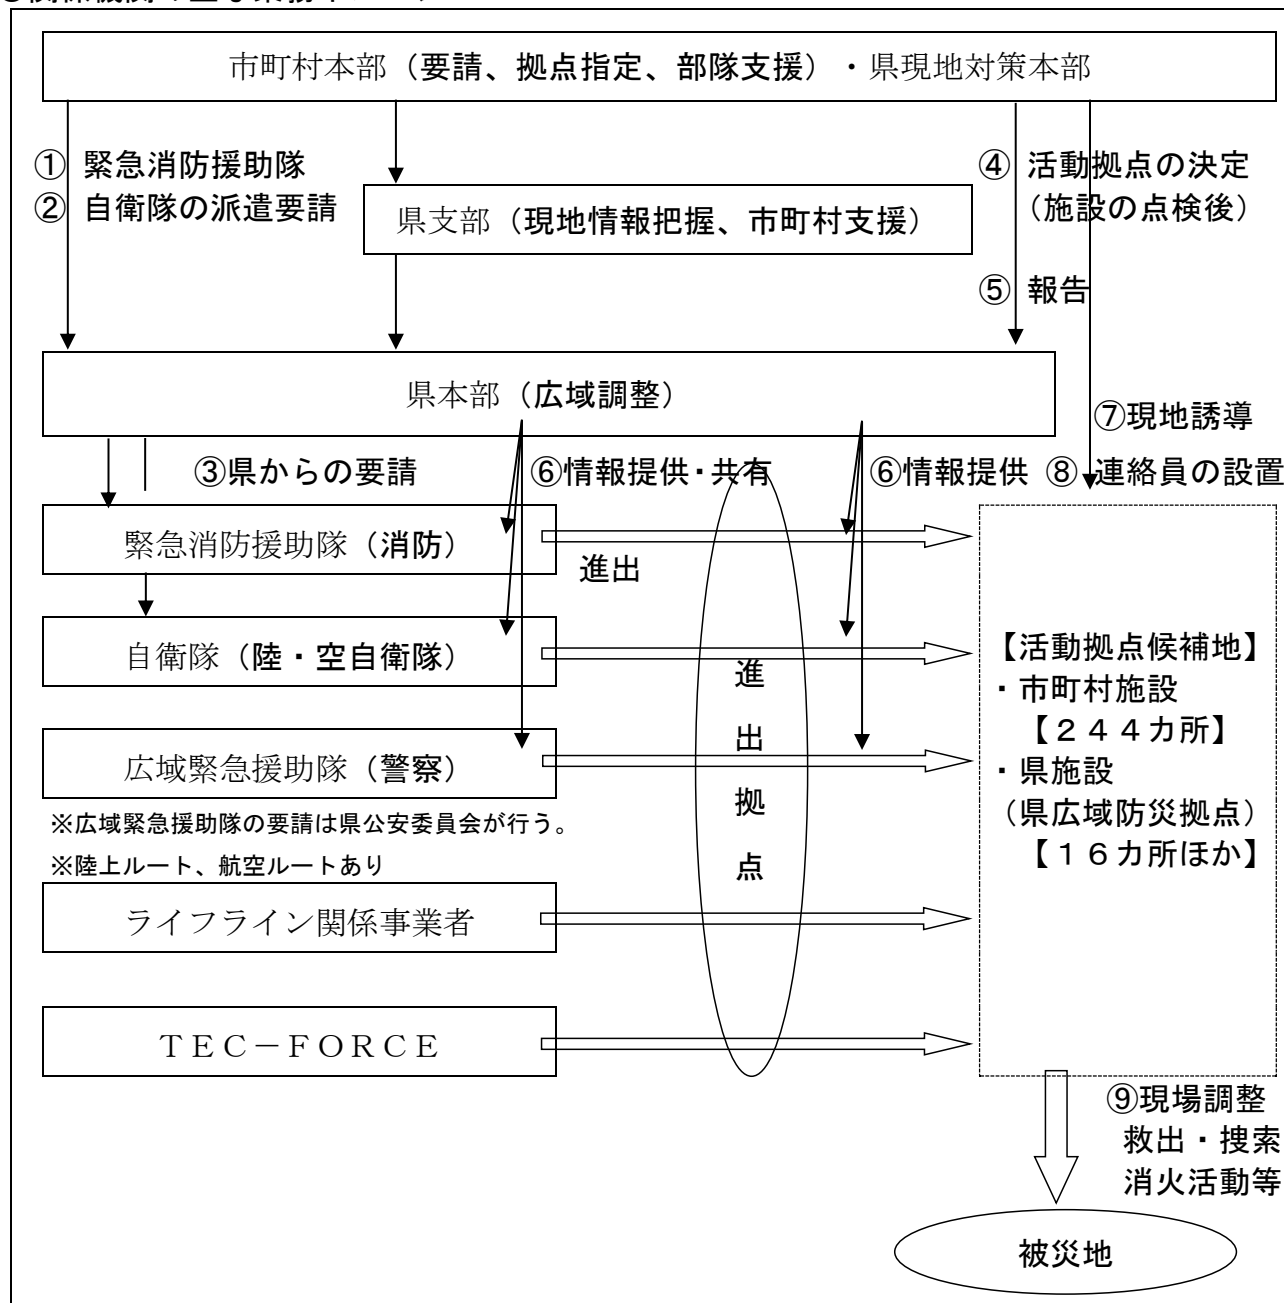 市町村本部（要請、拠点指定、部隊支援）・県現地対策本部
① 緊急消防援助隊
② 自衛隊の派遣要請
④ 活動拠点の決定
（施設の点検後）
県支部（現地情報把握、市町村支援）
⑤ 報告
県本部（広域調整）
⑦現地誘導
③県からの要請
⑥情報提供・共有
⑥情報提供
⑧ 連絡員の設置
緊急消防援助隊（消防）
進出
自衛隊（陸・空自衛隊）
広域緊急援助隊（警察）
※広域緊急援助隊の要請は県公安委員会が行う。
※陸上ルート、航空ルートあり
ライフライン関係事業者
ＴＥＣ－ＦＯＲＣＥ
進出拠点
【活動拠点候補地】
・市町村施設
【２４４カ所】
・県施設
（県広域防災拠点）
【１６カ所ほか】
⑨現場調整
救出・捜索
消火活動等
被災地